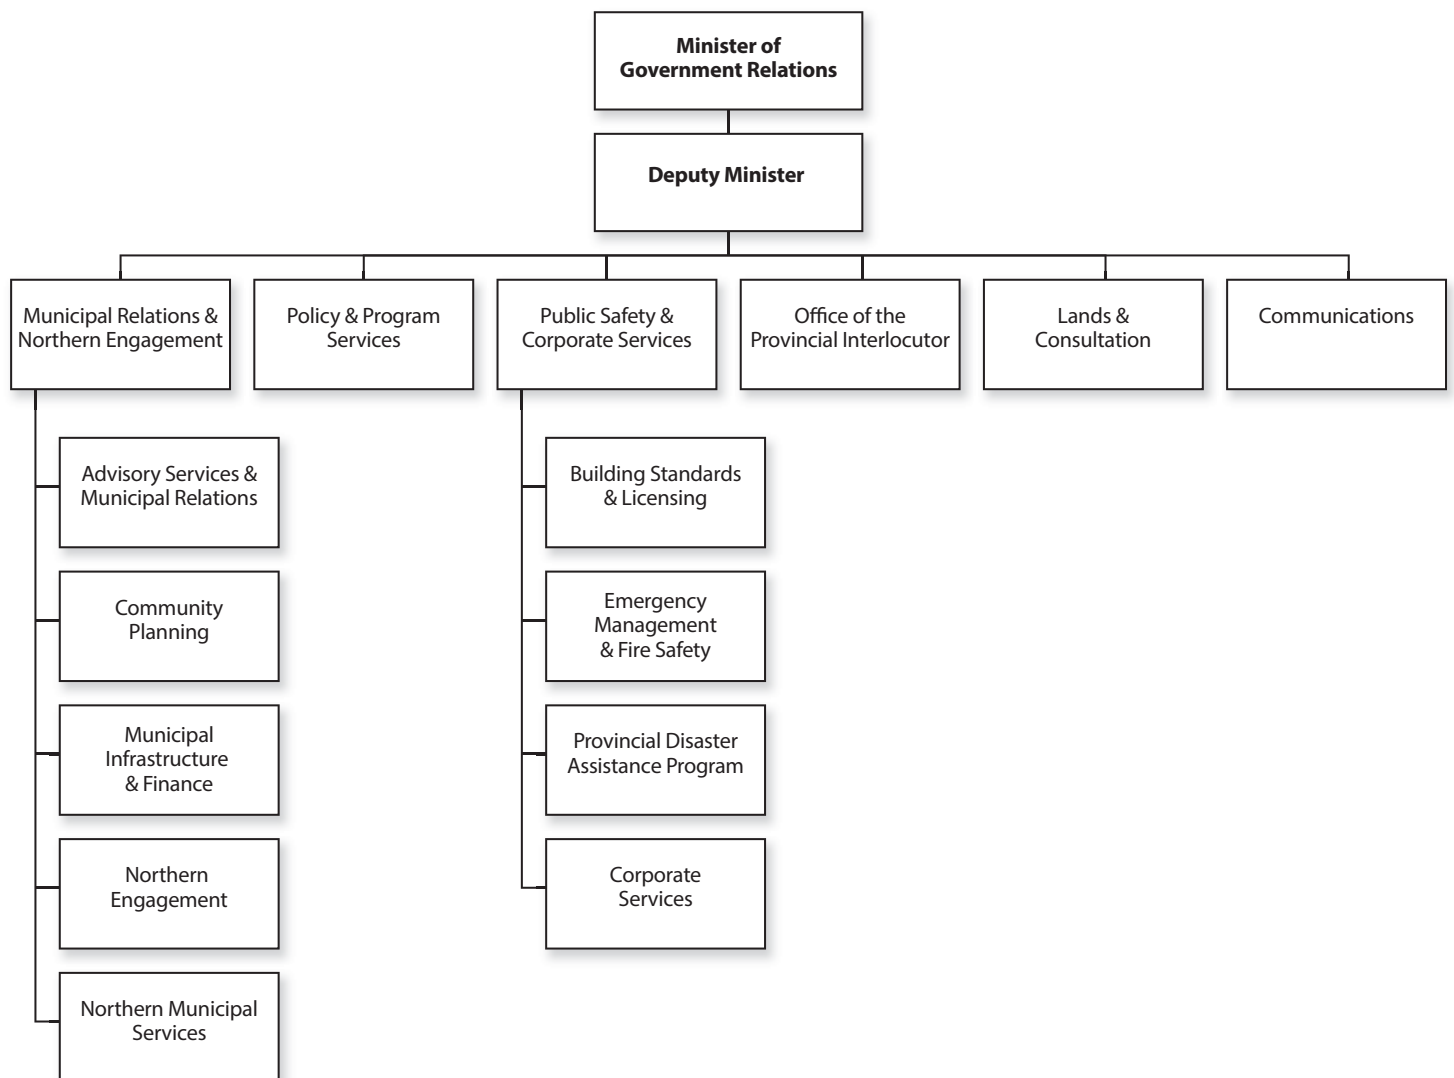 Minister of
Government Relations
Deputy Minister
Municipal Relations &
Northern Engagement
Policy & Program
Services
Public Safety &
Corporate Services
Office of the
Provincial Interlocutor
Lands &
Consultation
Communications
Advisory Services &
Municipal Relations
Community
Planning
Municipal
Infrastructure
& Finance
Northern
Engagement
Northern Municipal
Services
Building Standards
& Licensing
Emergency
Management
& Fire Safety
Provincial Disaster
Assistance Program
Corporate
Services